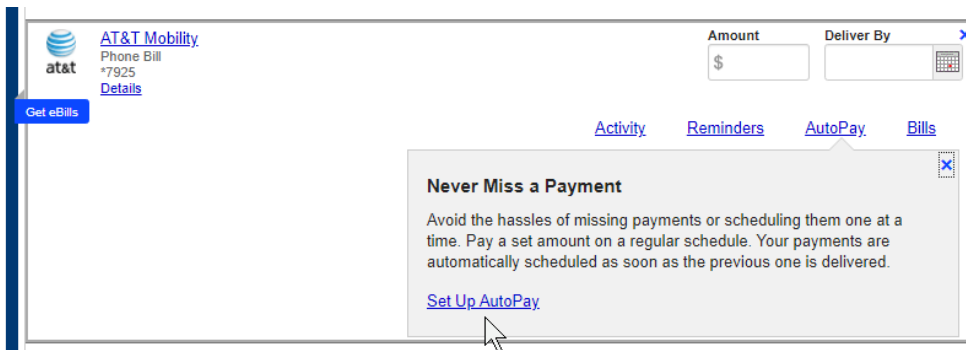 AT&T Mobility
Phone Bill
*7925
Details
at&t
Get eBills
Amount
$
Deliver By
Activity
Reminders
AutoPay
Bills
Never Miss a Payment
Avoid the hassles of missing payments or scheduling them one at a
time. Pay a set amount on a regular schedule. Your payments are
automatically scheduled as soon as the previous one is delivered.
Set Up AutoPay